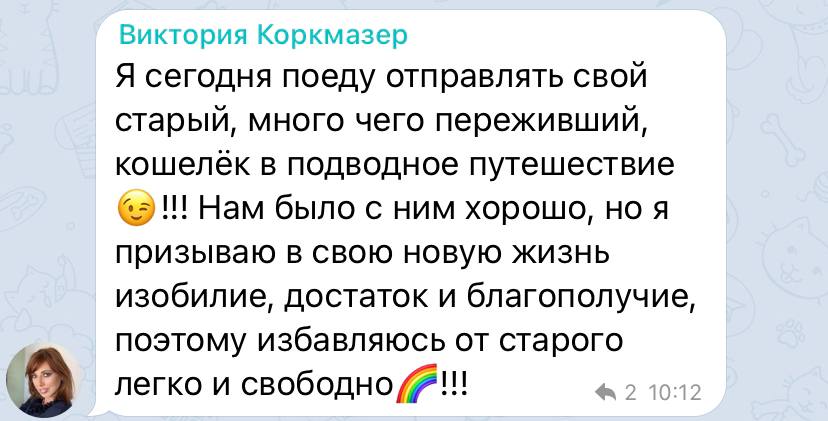 Виктория Коркмазер
Я сегодня поеду отправлять свой
старый, много чего переживший,
кошелёк в подводное путешествие
😉!!! Нам было с ним хорошо, но я
призываю в свою новую жизнь
изобилие, достаток и благополучие,
поэтому избавляюсь от старого
легко и свободно🌈!!!
2 10:12